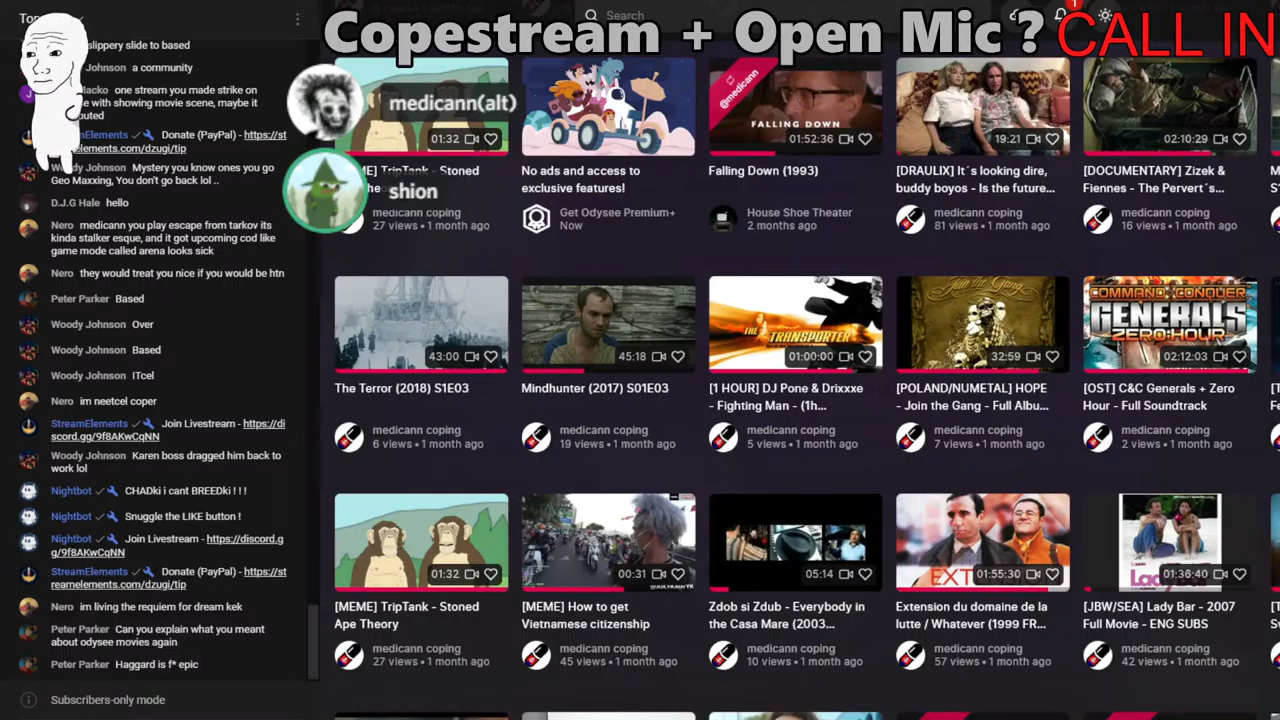 Copestream + Open Mic ? CALL IN
Search
1
slippery slide to based
Johnson a community
Macko one stream you made strike on
e with showing movie scene, maybe it
puted
Elements Donate (PayPal) - https://st
elements.com/dzugi/tip
Woody Johnson Mystery you know ones you go
Geo Maxxing, You don't go back lol ..
D.J.G Hale hello
Nero medicann you play escape from tarkov its
kinda stalker esque, and it got upcoming cod like
game mode called arena looks sick
Nero they would treat you nice if you would be htn
Peter Parker Based
Woody Johnson Over
Woody Johnson Based
Woody Johnson ITcel
Nero im neetcel coper
StreamElements Join Livestream - https://di
scord.gg/9f8AKwCqNN
Woody Johnson Karen boss dragged him back to
work lol
Nightbot CHADki i cant BREEDki ! ! !
Nightbot Snuggle the LIKE button !
Nightbot Join Livestream - https://discord.g
g/9f8AKwCqNN
StreamElements Donate (PayPal) - https://st
reamelements.com/dzugi/tip
Nero im living the requiem for dream kek
Peter Parker Can you explain what you meant
about odysee movies again
Peter Parker Haggard is f* epic
Subscribers-only mode
medicann(alt)
shion
01:32
ME] TripTank - Stoned
27 views • 1 month ago
No ads and access to
exclusive features!
Get Odysee Premium+
Now
@medicann
FALLING DOWN
01:52:36
Falling Down (1993)
House Shoe Theater
2 months ago
19:21
[DRAULIX] It´s looking dire,
buddy boyos - Is the future...
medicann coping
81 views • 1 month ago
02:10:29
[DOCUMENTARY] Zizek &
Fiennes - The Pervert´s...
medicann coping
16 views • 1 month ago
43:00
The Terror (2018) S1E03
medicann coping
6 views • 1 month ago
45:18
Mindhunter (2017) S01E03
medicann coping
19 views • 1 month ago
THE TRANSPORTER
01:00:00
[1 HOUR] DJ Pone & Drixxxe
- Fighting Man - (1h...
medicann coping
5 views • 1 month ago
Join the Gang
32:59
[POLAND/NUMETAL] HOPE
- Join the Gang - Full Albu...
medicann coping
7 views • 1 month ago
COMMAND & CONQUER
GENERALS
ZERO:HOUR
02:12:03
[OST] C&C Generals + Zero
Hour - Full Soundtrack
medicann coping
2 views • 1 month ago
01:32
[MEME] TripTank - Stoned
Ape Theory
medicann coping
27 views • 1 month ago
00:31
[MEME] How to get
Vietnamese citizenship
medicann coping
45 views • 1 month ago
05:14
Zdob si Zdub - Everybody in
the Casa Mare (2003...
medicann coping
10 views • 1 month ago
01:55:30
Extension du domaine de la
lutte / Whatever (1999 FR...
medicann coping
57 views • 1 month ago
Lady Bar
01:36:40
[JBW/SEA] Lady Bar - 2007
Full Movie - ENG SUBS
medicann coping
42 views • 1 month ago